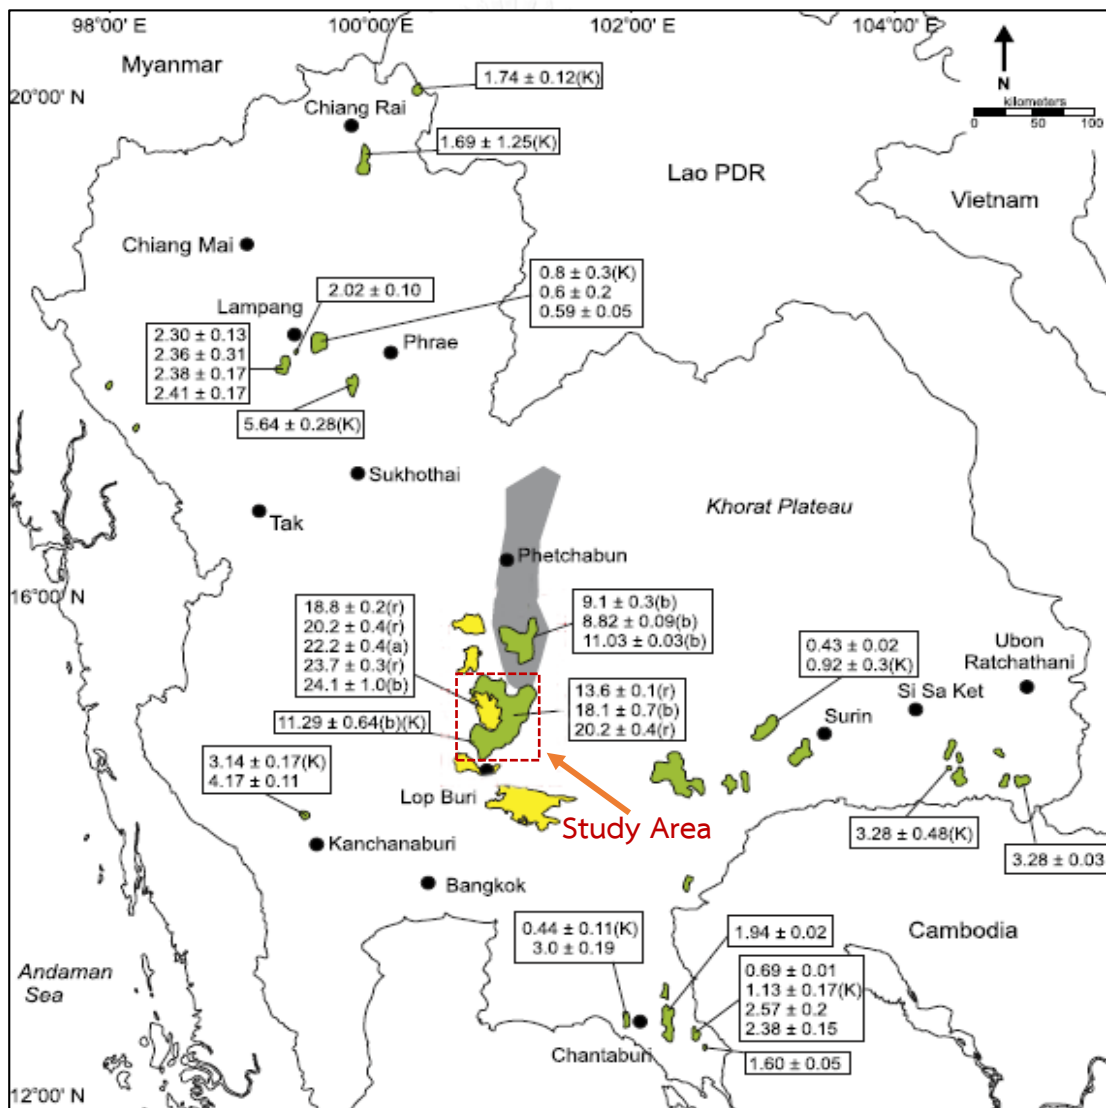 98°00' E
100°00' E
102°00' E
104°00' E
Myanmar
1.74 ± 0.12(K)
N
20°00' N
kilometers
0 50 100
Chiang Rai
1.69 ± 1.25(K)
Lao PDR
Vietnam
Chiang Mai
2.02 ± 0.10
0.8 ± 0.3(K)
0.6 ± 0.2
0.59 ± 0.05
Lampang
2.30 ± 0.13
2.36 ± 0.31
2.38 ± 0.17
2.41 ± 0.17
Phrae
5.64 ± 0.28(K)
Sukhothai
Tak
Khorat Plateau
Phetchabun
16°00' N
18.8 ± 0.2(r)
20.2 ± 0.4(r)
22.2 ± 0.4(a)
23.7 ± 0.3(r)
24.1 ± 1.0(b)
9.1 ± 0.3(b)
8.82 ± 0.09(b)
11.03 ± 0.03(b)
0.43 ± 0.02
0.92 ± 0.3(K)
Ubon
Ratchathani
Si Sa Ket
13.6 ± 0.1(r)
18.1 ± 0.7(b)
20.2 ± 0.4(r)
11.29 ± 0.64(b)(K)
Surin
3.14 ± 0.17(K)
4.17 ± 0.11
Lop Buri
Study Area
Kanchanaburi
3.28 ± 0.48(K)
3.28 ± 0.03
Bangkok
0.44 ± 0.11(K)
3.0 ± 0.19
1.94 ± 0.02
Cambodia
0.69 ± 0.01
1.13 ± 0.17(K)
2.57 ± 0.2
2.38 ± 0.15
Andaman
Sea
Chantaburi
1.60 ± 0.05
12°00' N